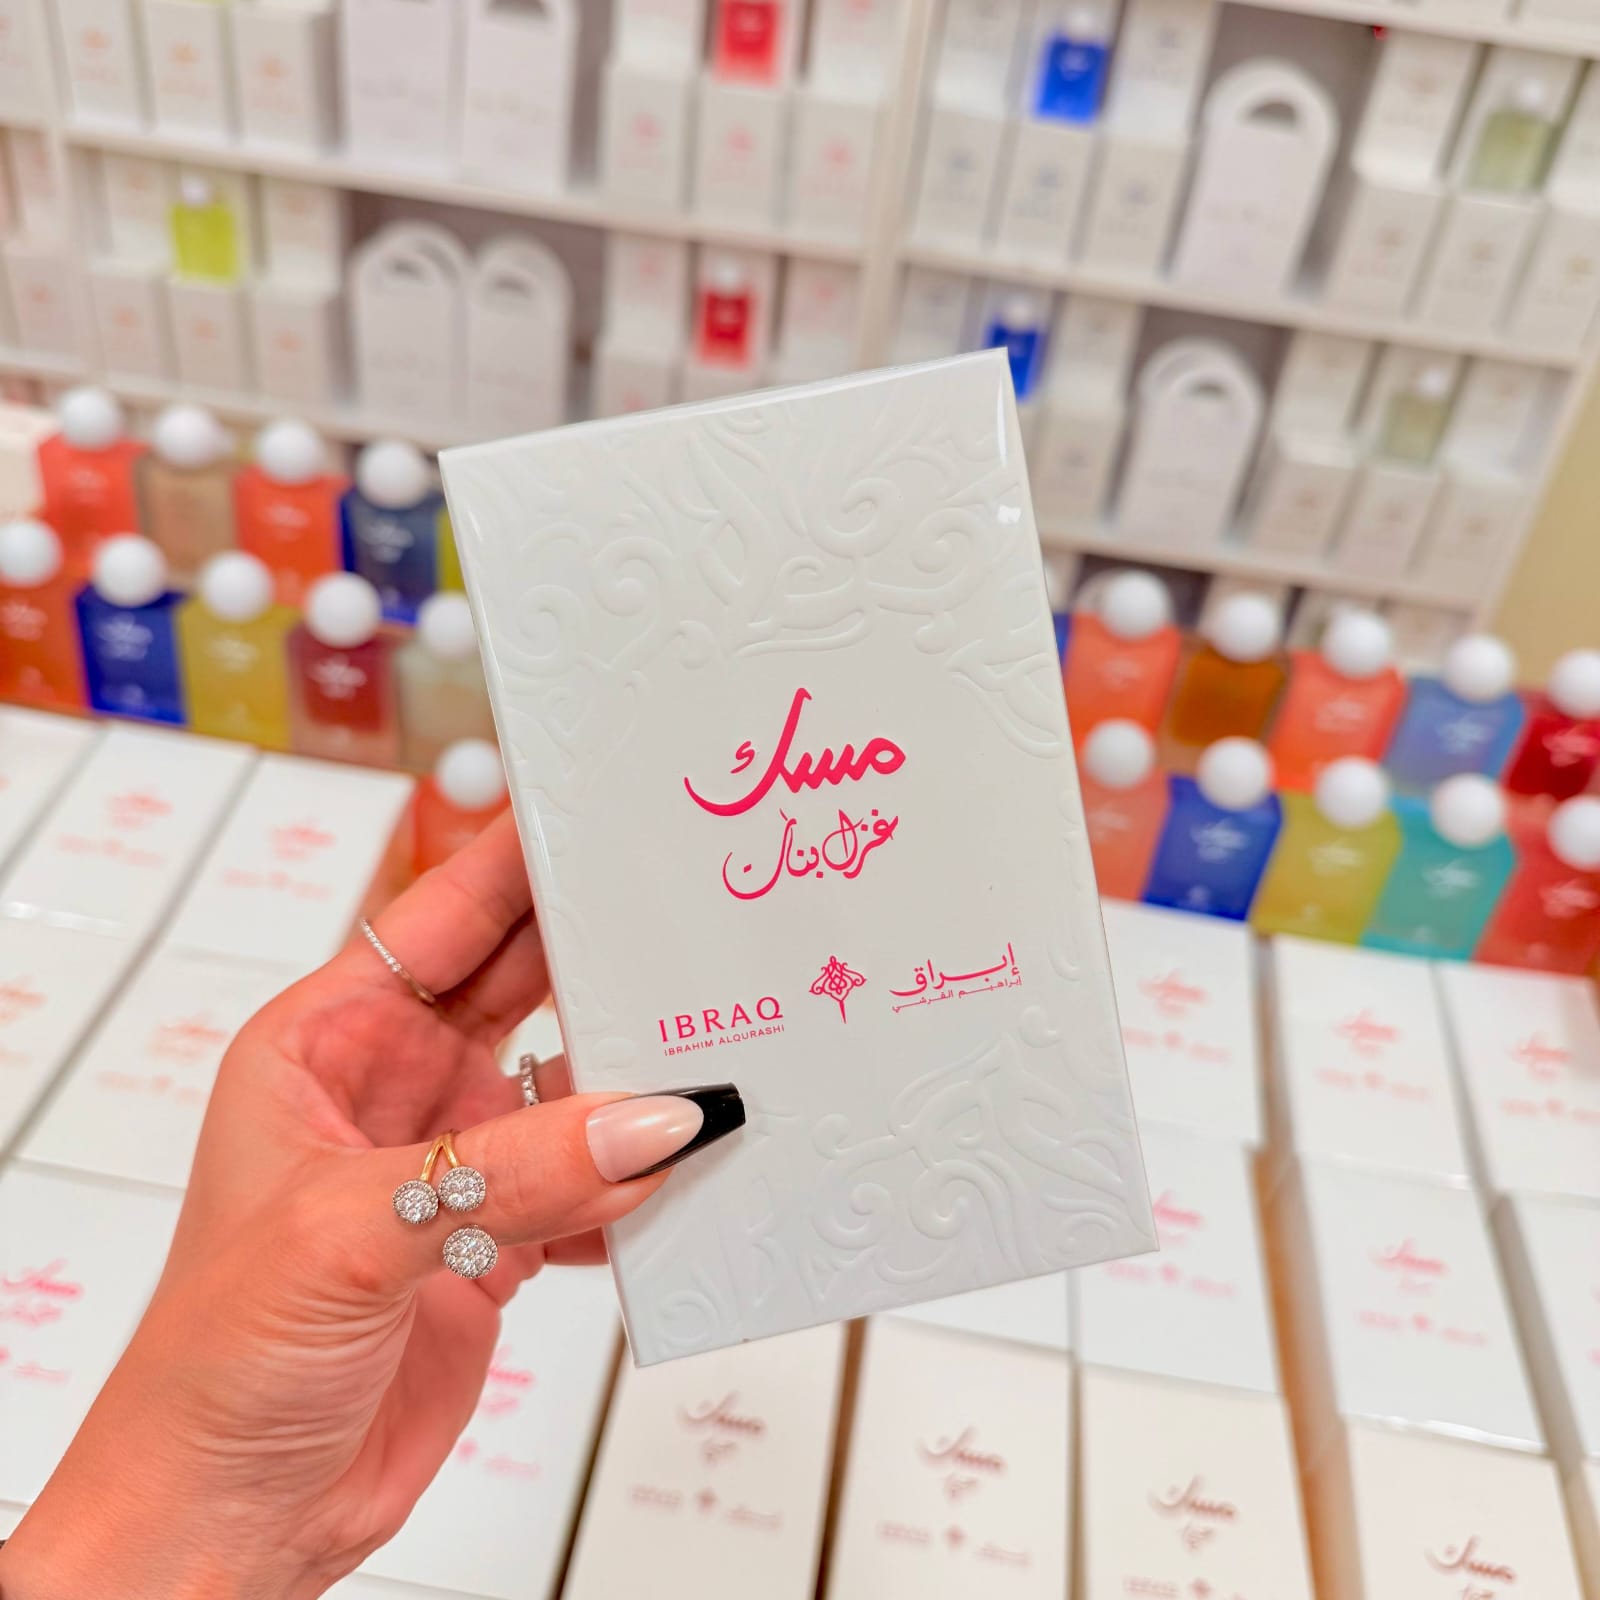 مسك
غزل بنات
IBRAQ
IBRAHIM ALQURASHI
إبراق
إبراهيم القرشي